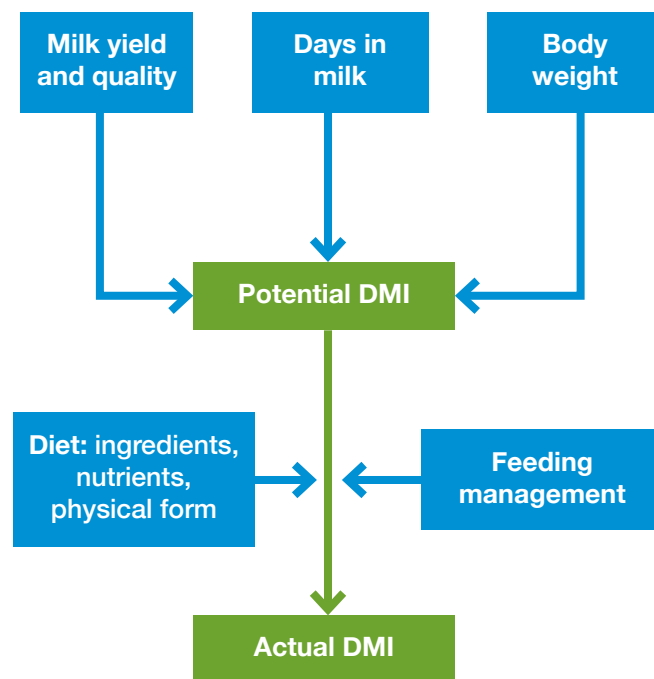 Milk yield
and quality
Days in
milk
Body
weight
Potential DMI
Diet: ingredients,
nutrients,
physical form
Feeding
management
Actual DMI